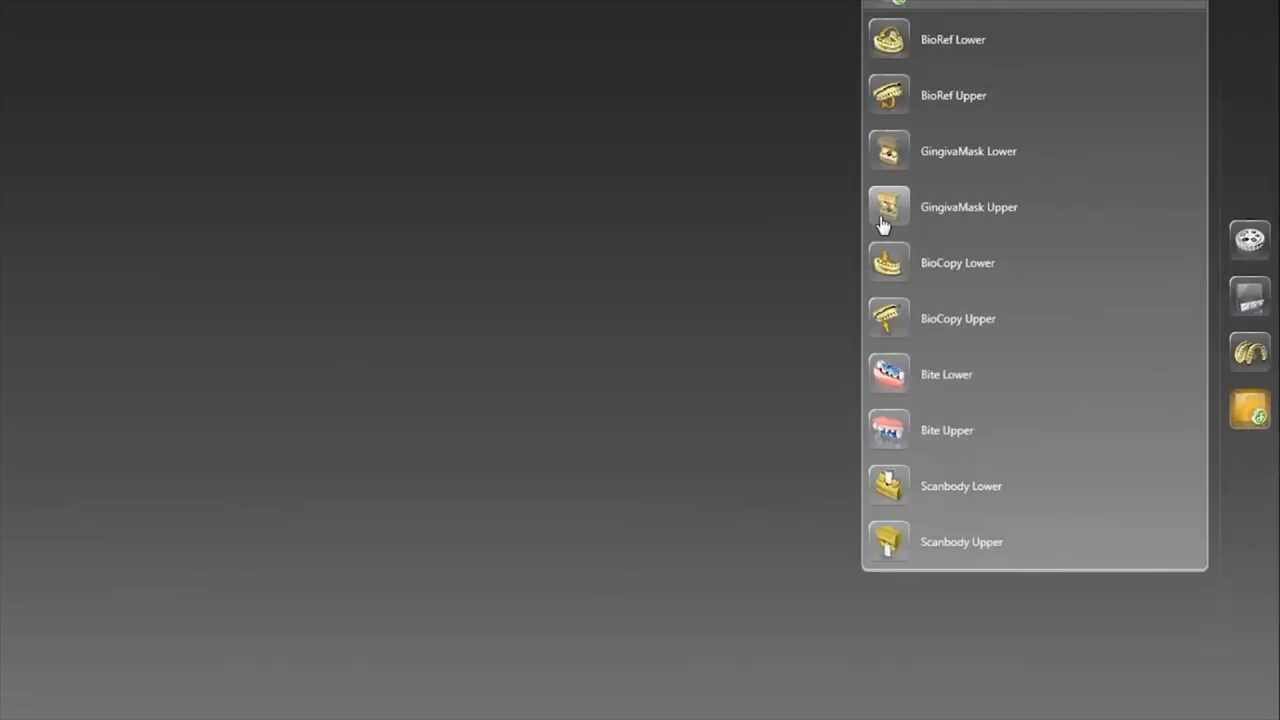 BioRef Lower
BioRef Upper
GingivaMask Lower
GingivaMask Upper
BioCopy Lower
BioCopy Upper
Bite Lower
Bite Upper
Scanbody Lower
Scanbody Upper